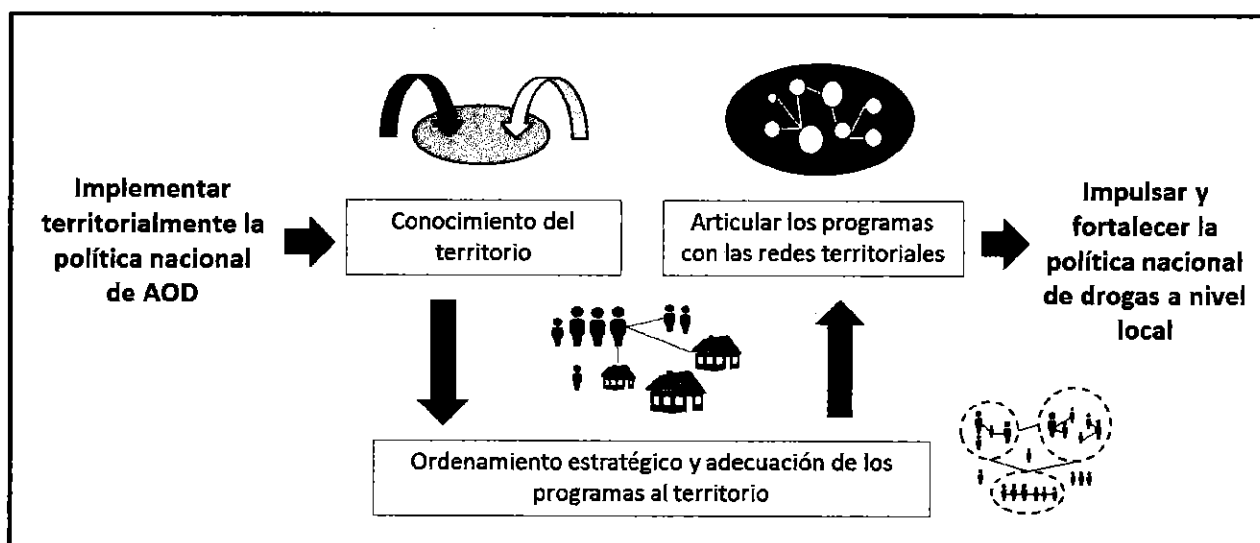 Implementar
territorialmente la
política nacional
de AOD
Conocimiento del
territorio
Articular los programas
con las redes territoriales
Impulsar y
fortalecer la
política nacional
de drogas a nivel
local
Ordenamiento estratégico y adecuación de los
programas al territorio